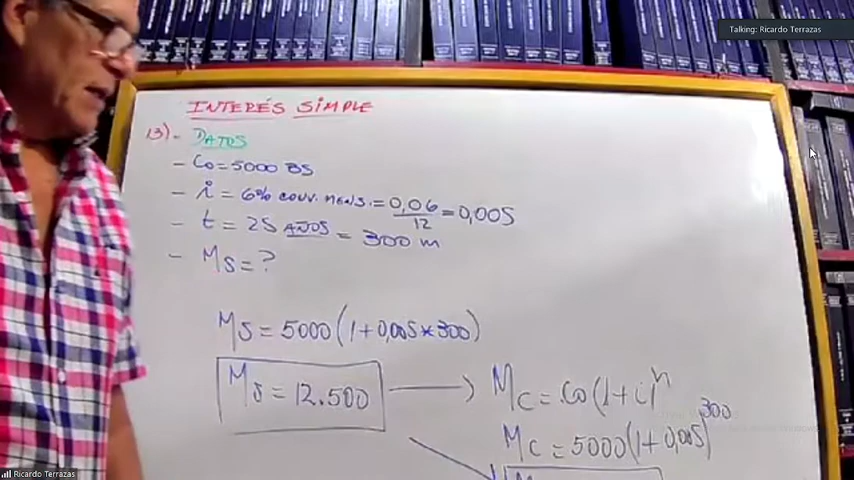 Talking: Ricardo Terrazas
INTERÉS SIMPLE
13).- DATOS
- Co = 5000 BS
- i = 6% CONV. MENS. = 0,06/12 = 0,005
- t = 25 AÑOS = 300 m
- MS = ?
MS = 5000(1+0,005*300)
MS = 12.500 → MC = Co(1+i)^n
MC = 5000(1+0,005)^300
Ricardo Terrazas